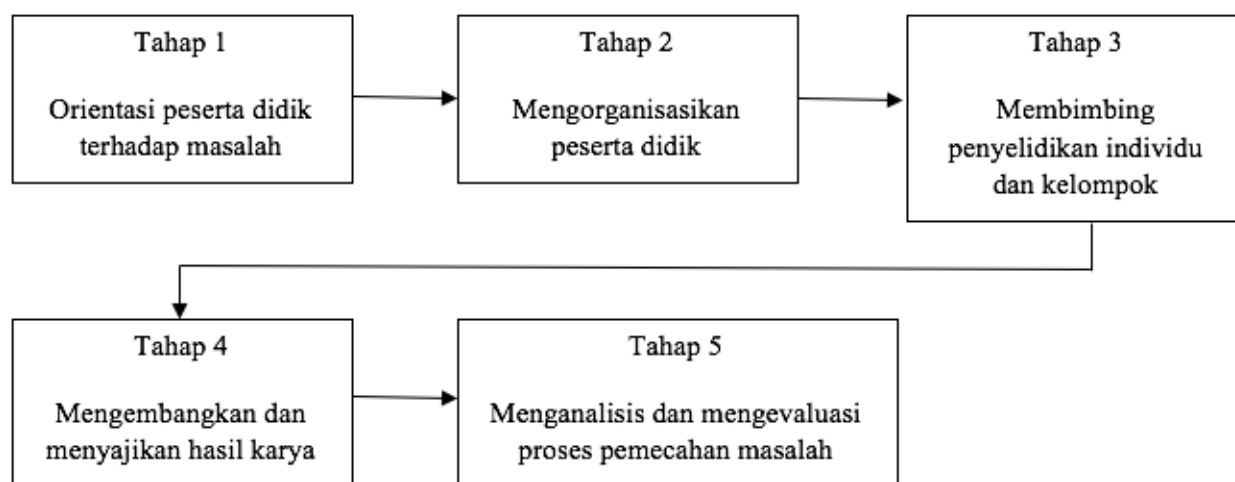 Tahap 1
Orientasi peserta didik
terhadap masalah
Tahap 2
Mengorganisasikan
peserta didik
Tahap 3
Membimbing
penyelidikan individu
dan kelompok
Tahap 4
Mengembangkan dan
menyajikan hasil karya
Tahap 5
Menganalisis dan mengevaluasi
proses pemecahan masalah